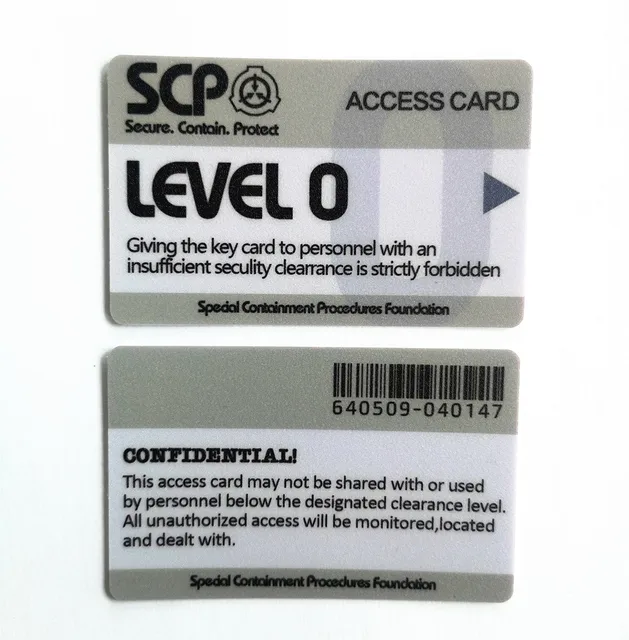 SCP
Secure. Contain. Protect
ACCESS CARD
LEVEL 0
Giving the key card to personnel with an
insufficient seculity clearrance is strictly forbidden
Special Containment Procedures Foundation
640509-040147
CONFIDENTIAL!
This access card may not be shared with or used
by personnel below the designated clearance level.
All unauthorized access will be monitored,located
and dealt with.
Special Containment Procedures Foundation